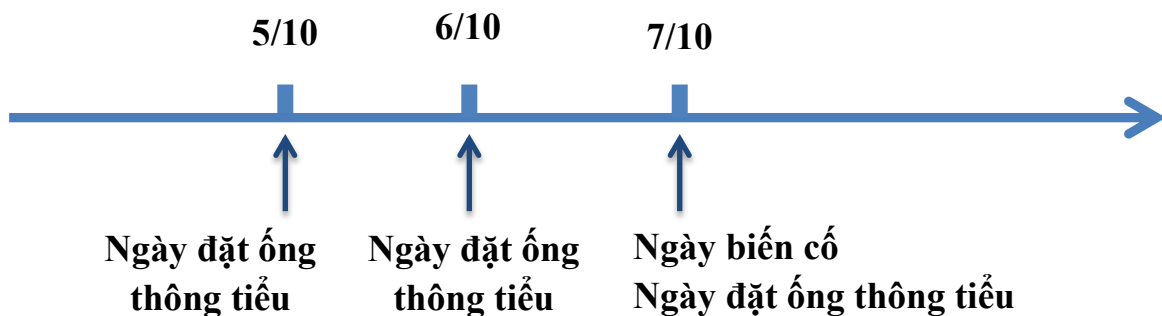 5/10
6/10
7/10
Ngày đặt ống
thông tiểu
Ngày đặt ống
thông tiểu
Ngày biến cố
Ngày đặt ống thông tiểu